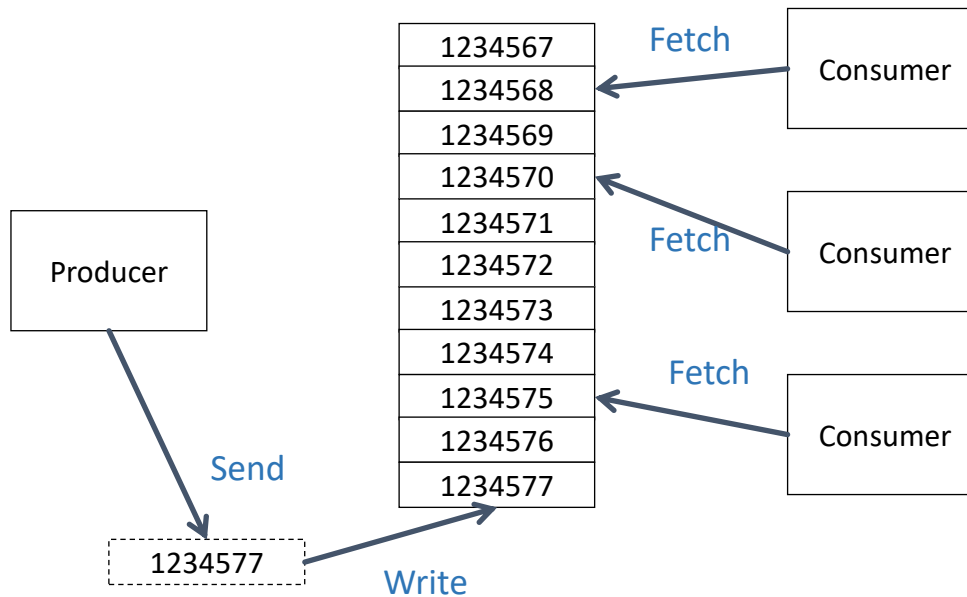 Producer
Send
1234577
Write
1234567
1234568
1234569
1234570
1234571
1234572
1234573
1234574
1234575
1234576
1234577
Fetch
Consumer
Fetch
Consumer
Fetch
Consumer